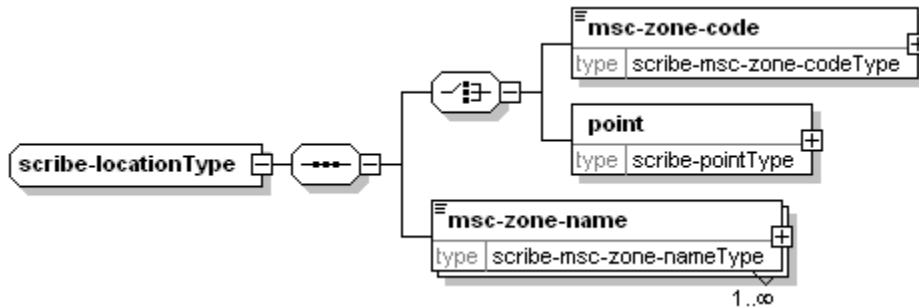 msc-zone-code
type scribe-msc-zone-codeType
point
type scribe-pointType
scribe-locationType
msc-zone-name
type scribe-msc-zone-nameType
1..∞